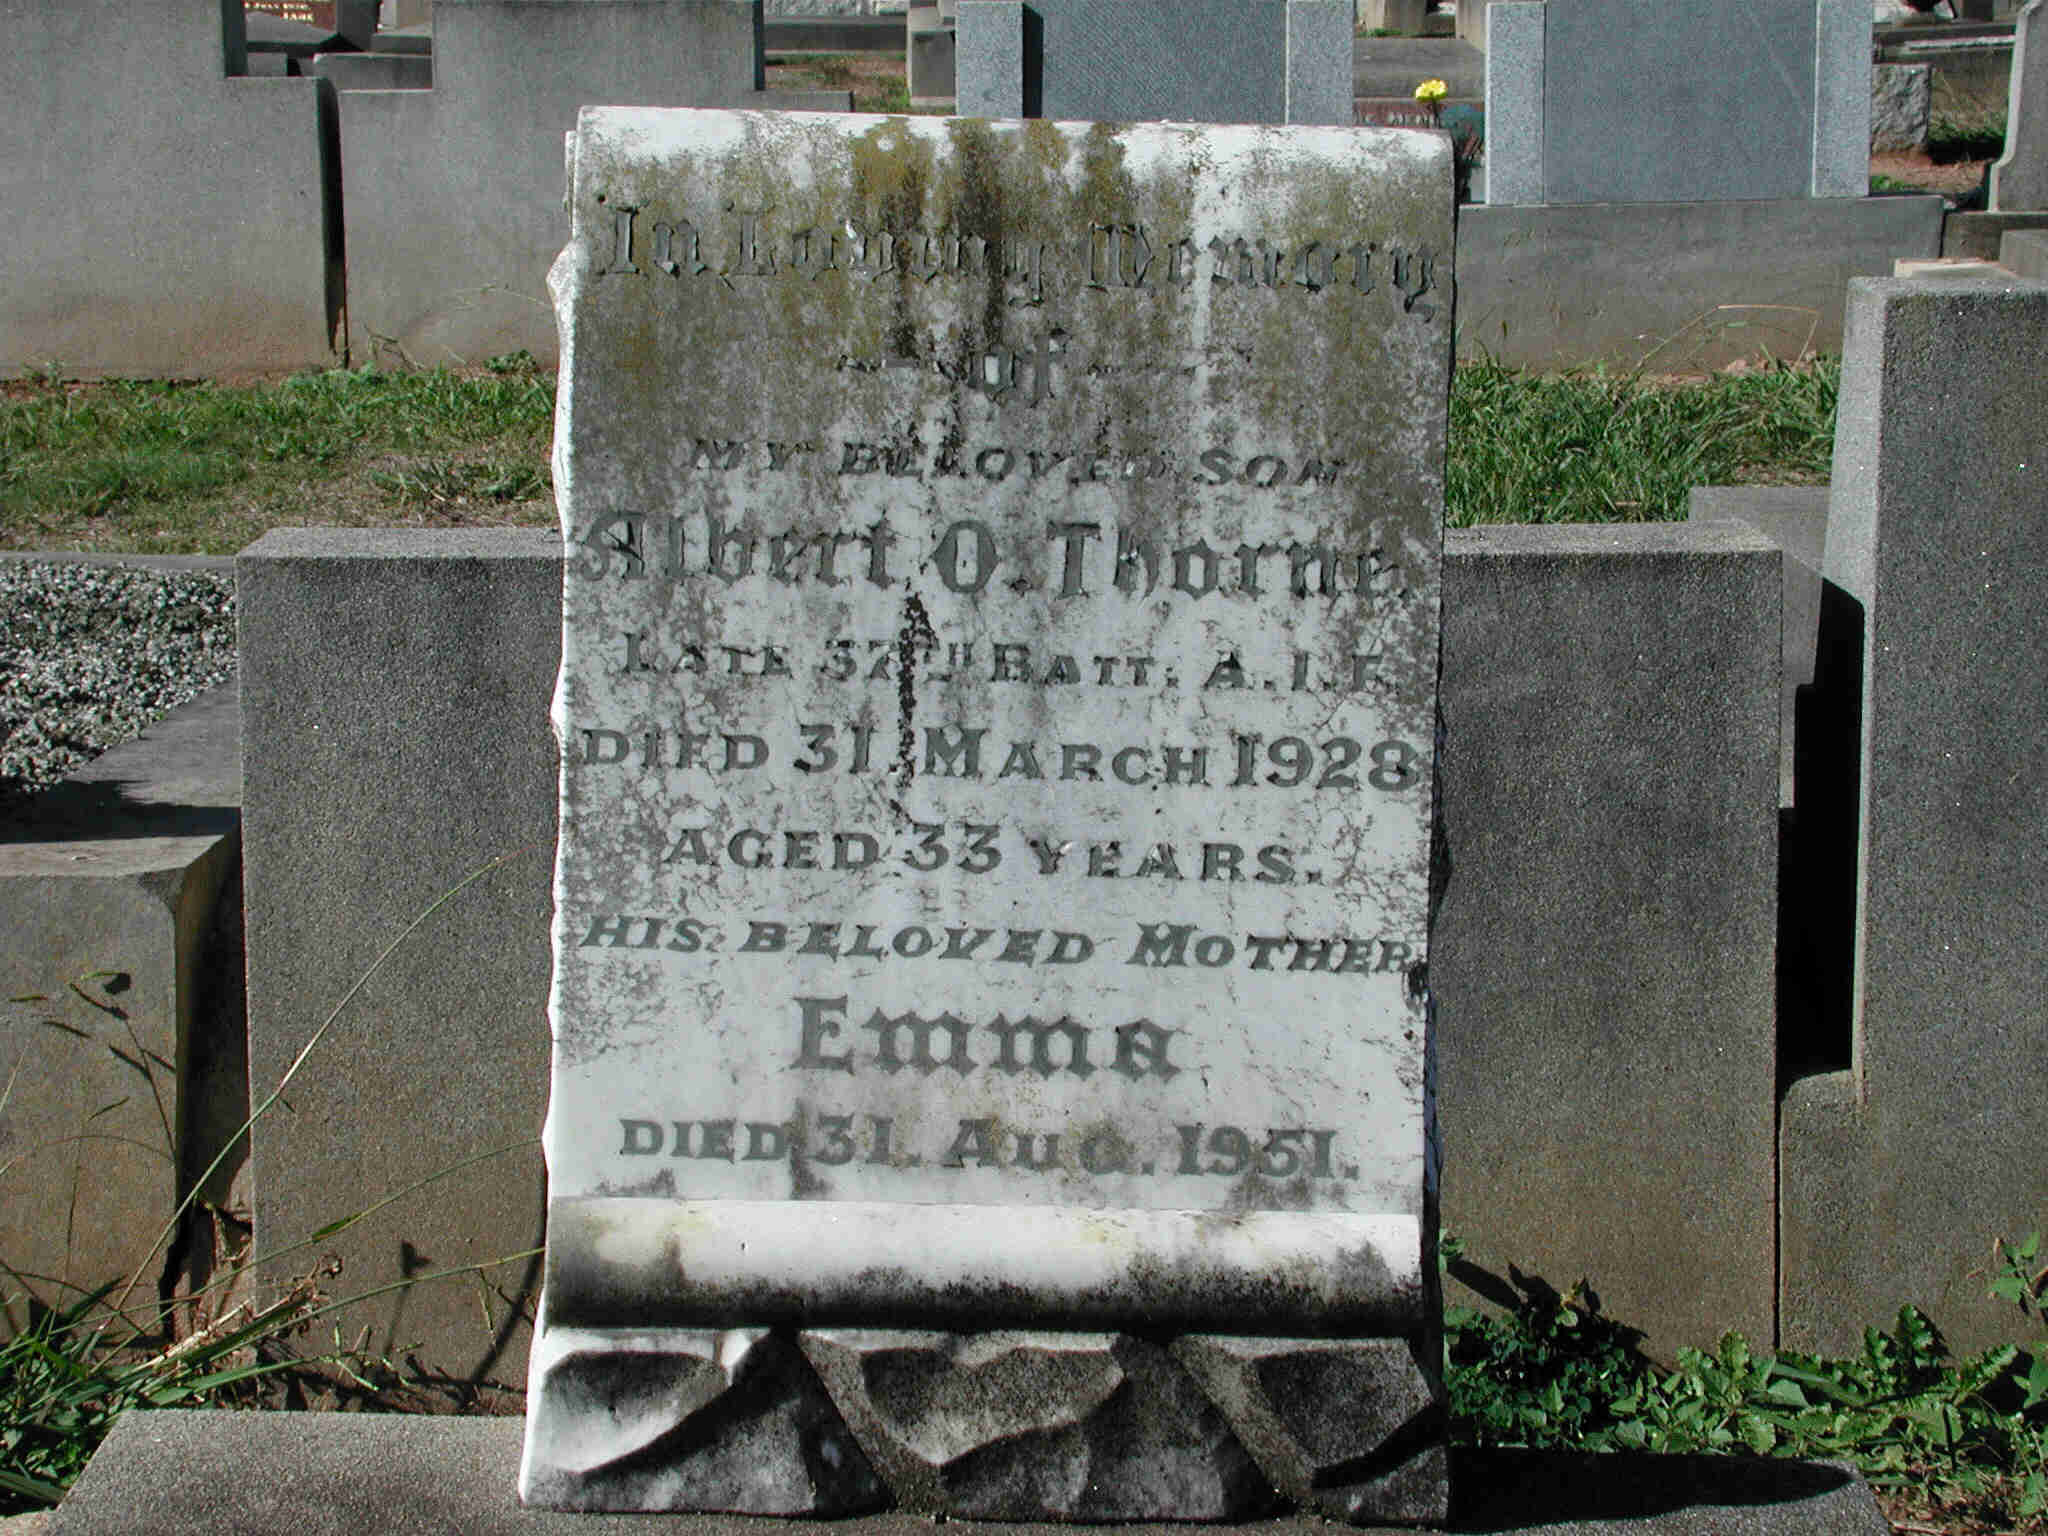 In Loving Memory
of
MY BELOVED SON
Albert O. Thorne.
LATE 37TH BATT. A.I.F.
DIED 31 MARCH 1928
AGED 33 YEARS.
HIS BELOVED MOTHER
Emma
DIED 31. AUG. 1951.